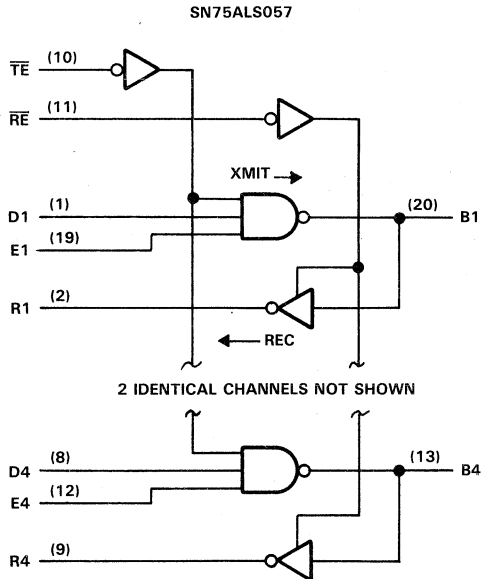 SN75ALS057
TE (10)
RE (11)
XMIT
D1 (1)
(20) B1
E1 (19)
R1 (2)
REC
2 IDENTICAL CHANNELS NOT SHOWN
D4 (8)
(13) B4
E4 (12)
R4 (9)